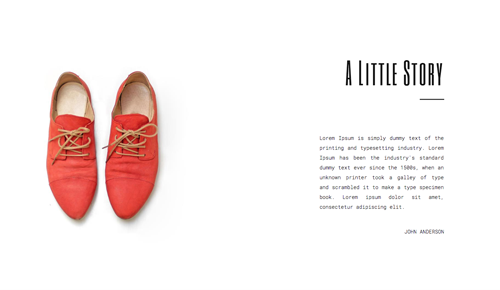 A Little Story
Lorem Ipsum is simply dummy text of the
printing and typesetting industry. Lorem
Ipsum has been the industry's standard
dummy text ever since the 1500s, when an
unknown printer took a galley of type
and scrambled it to make a type specimen
book. Lorem ipsum dolor sit amet,
consectetur adipiscing elit.
JOHN ANDERSON